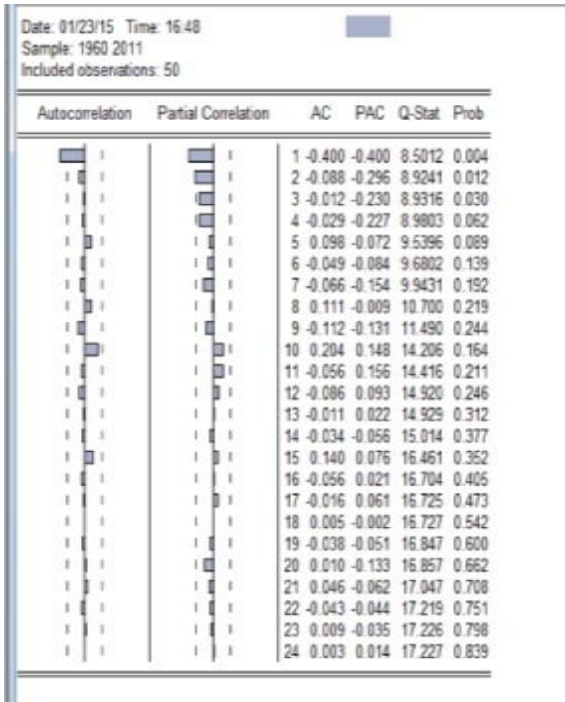 Date: 01/23/15 Time: 16:48
Sample: 1960 2011
Included observations: 50
Autocorrelation Partial Correlation AC PAC Q-Stat Prob
1 -0.400 -0.400 8.5012 0.004
2 -0.088 -0.296 8.9241 0.012
3 -0.012 -0.230 8.9316 0.030
4 -0.029 -0.227 8.9803 0.062
5 0.098 -0.072 9.5396 0.089
6 -0.049 -0.084 9.6802 0.139
7 -0.066 -0.154 9.9431 0.192
8 0.111 -0.009 10.700 0.219
9 -0.112 -0.131 11.490 0.244
10 0.204 0.148 14.206 0.164
11 -0.056 0.156 14.416 0.211
12 -0.086 0.093 14.920 0.246
13 -0.011 0.022 14.929 0.312
14 -0.034 -0.056 15.014 0.377
15 0.140 0.076 16.461 0.352
16 -0.056 0.021 16.704 0.405
17 -0.016 0.061 16.725 0.473
18 0.005 -0.002 16.727 0.542
19 -0.038 -0.051 16.847 0.600
20 0.010 -0.133 16.857 0.662
21 0.046 -0.062 17.047 0.708
22 -0.043 -0.044 17.219 0.751
23 0.009 -0.035 17.226 0.798
24 0.003 0.014 17.227 0.839